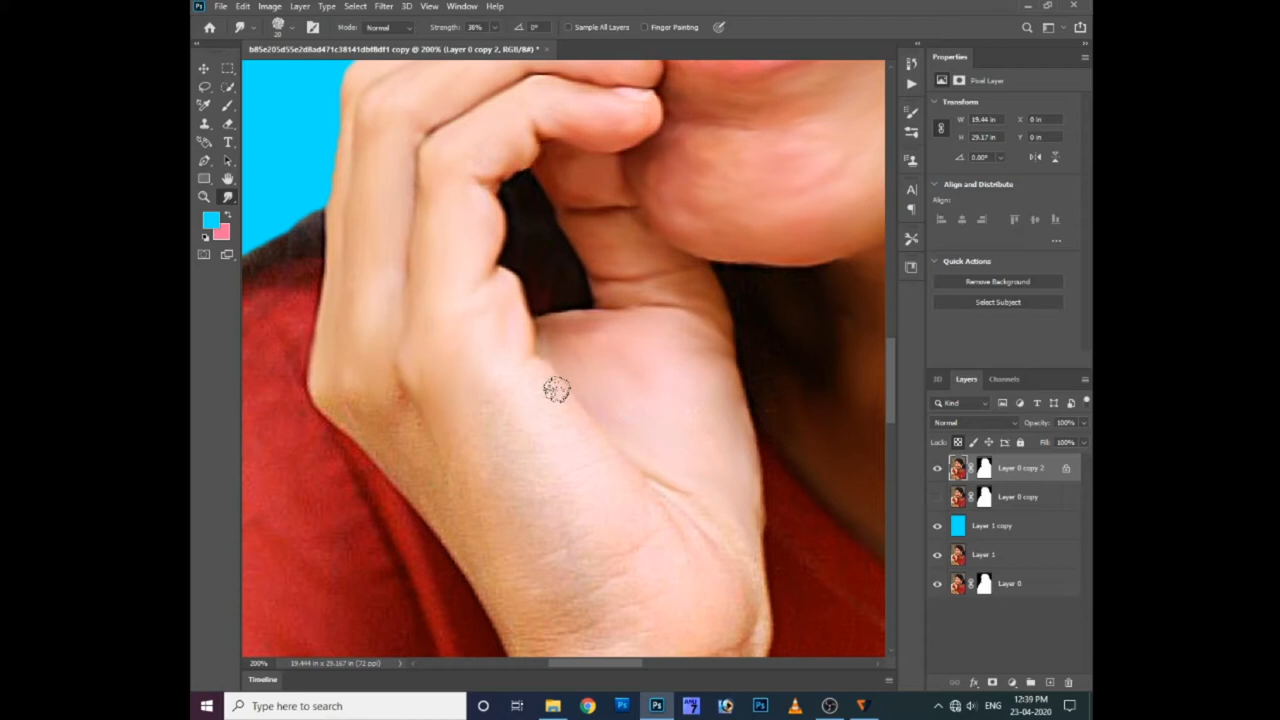 File Edit Image Layer Type Select Filter 3D View Window Help
20 Mode: Normal Strength: 38% 0° Sample All Layers Finger Painting
b85e205d55e2d8ad471c38141dbf8df1 copy @ 200% (Layer 0 copy 2, RGB/8#) *
Properties
Pixel Layer
Transform
W 19.44 in X 0 in
H 29.17 in Y 0 in
0.00°
Align and Distribute
Align:
Quick Actions
Remove Background
Select Subject
3D Layers Channels
Kind
Normal Opacity: 100%
Lock: Fill: 100%
Layer 0 copy 2
Layer 0 copy
Layer 1 copy
Layer 1
Layer 0
200% 19.444 in x 29.167 in (72 ppi)
Timeline
Type here to search
ENG
12:39 PM
23-04-2020